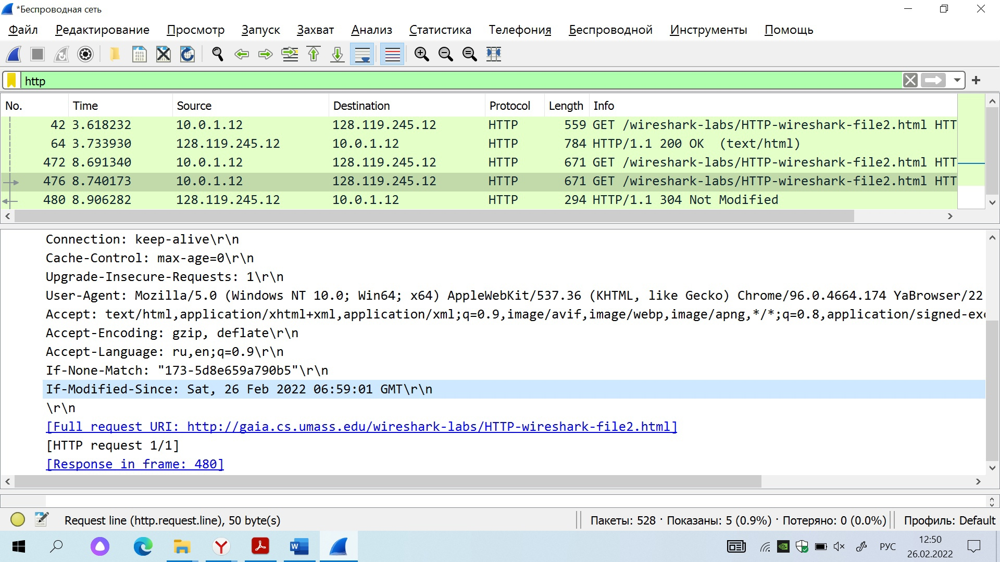 *Беспроводная сеть
Файл Редактирование Просмотр Запуск Захват Анализ Статистика Телефония Беспроводной Инструменты Помощь
http
No. Time Source Destination Protocol Length Info
42 3.618232 10.0.1.12 128.119.245.12 HTTP 559 GET /wireshark-labs/HTTP-wireshark-file2.html HTT
64 3.733930 128.119.245.12 10.0.1.12 HTTP 784 HTTP/1.1 200 OK (text/html)
472 8.691340 10.0.1.12 128.119.245.12 HTTP 671 GET /wireshark-labs/HTTP-wireshark-file2.html HTT
476 8.740173 10.0.1.12 128.119.245.12 HTTP 671 GET /wireshark-labs/HTTP-wireshark-file2.html HTT
480 8.906282 128.119.245.12 10.0.1.12 HTTP 294 HTTP/1.1 304 Not Modified
Connection: keep-alive\r\n
Cache-Control: max-age=0\r\n
Upgrade-Insecure-Requests: 1\r\n
User-Agent: Mozilla/5.0 (Windows NT 10.0; Win64; x64) AppleWebKit/537.36 (KHTML, like Gecko) Chrome/96.0.4664.174 YaBrowser/22
Accept: text/html,application/xhtml+xml,application/xml;q=0.9,image/avif,image/webp,image/apng,*/*;q=0.8,application/signed-exc
Accept-Encoding: gzip, deflate\r\n
Accept-Language: ru,en;q=0.9\r\n
If-None-Match: "173-5d8e659a790b5"\r\n
If-Modified-Since: Sat, 26 Feb 2022 06:59:01 GMT\r\n
\r\n
[Full request URI: http://gaia.cs.umass.edu/wireshark-labs/HTTP-wireshark-file2.html]
[HTTP request 1/1]
[Response in frame: 480]
Request line (http.request.line), 50 byte(s) Пакеты: 528 · Показаны: 5 (0.9%) · Потеряно: 0 (0.0%) Профиль: Default
РУС 12:50
26.02.2022